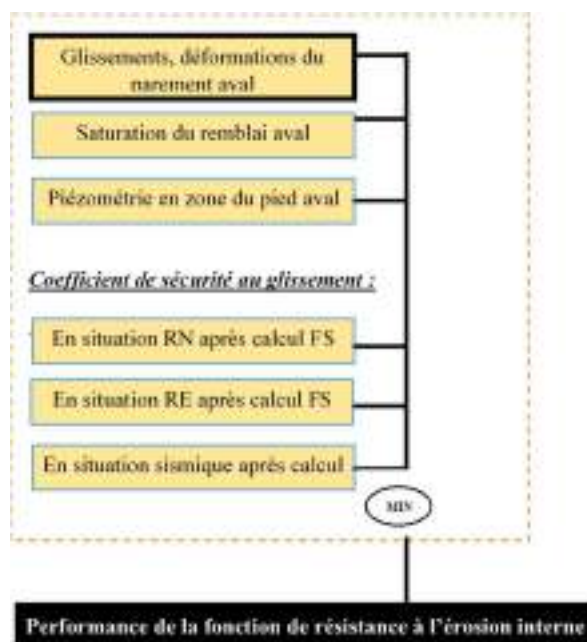 Glissements, déformations du
narement aval
Saturation du remblai aval
Piézométrie en zone du pied aval
Coefficient de sécurité au glissement :
En situation RN après calcul FS
En situation RE après calcul FS
En situation sismique après calcul
MIN
Performance de la fonction de résistance à l'érosion interne